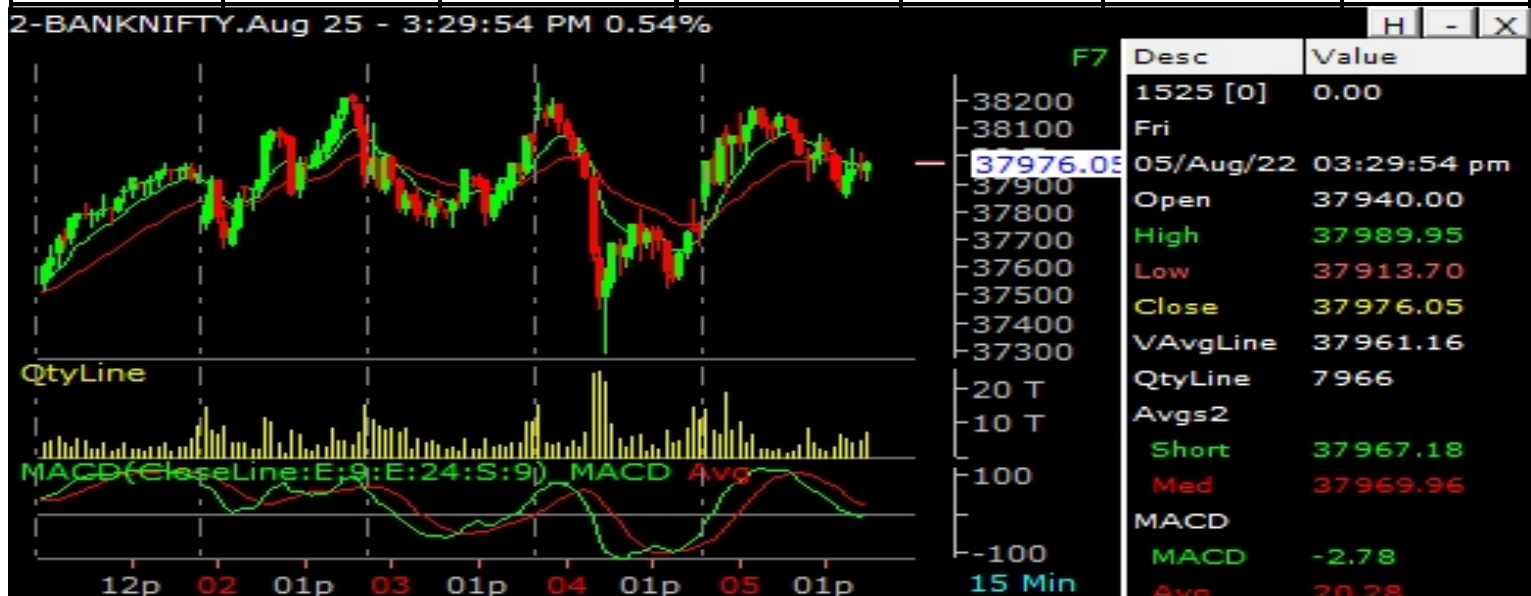 2-BANKNIFTY.Aug 25 - 3:29:54 PM 0.54%
H - X
F7
Desc Value
1525 [0] 0.00
Fri
05/Aug/22 03:29:54 pm
Open 37940.00
High 37989.95
Low 37913.70
Close 37976.05
VAvgLine 37961.16
QtyLine 7966
Avgs2
Short 37967.18
Med 37969.96
MACD
MACD -2.78
Avg 20.28
38200
38100
37976.05
37900
37800
37700
37600
37500
37400
37300
QtyLine
20 T
10 T
MACD(CloseLine:E:9:E:24:S:9) MACD Avg
100
-100
12p 02 01p 03 01p 04 01p 05 01p
15 Min